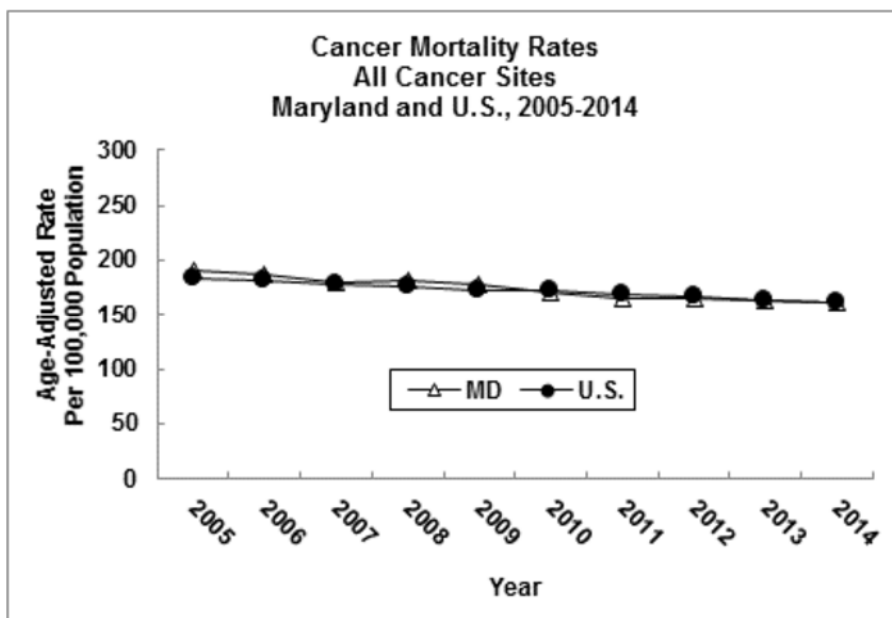 Cancer Mortality Rates
All Cancer Sites
Maryland and U.S., 2005-2014
Age-Adjusted Rate
Per 100,000 Population
300
250
200
150
100
50
0
MD U.S.
2005 2006 2007 2008 2009 2010 2011 2012 2013 2014
Year